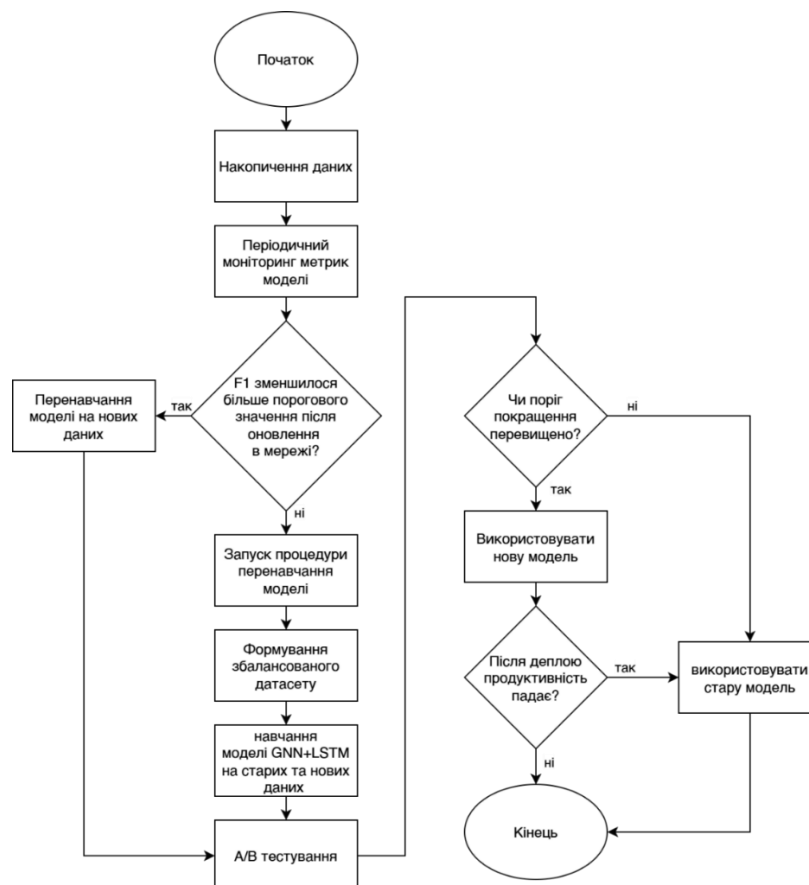 Початок
Накопичення даних
Періодичний
моніторинг метрик
моделі
F1 зменшилося
більше порогового
значення після
оновлення
в мережі?
так
Перенавчання
моделі на нових
даних
ні
Запуск процедури
перенавчання
моделі
Формування
збалансованого
датасету
навчання
моделі GNN+LSTM
на старих та нових
даних
А/В тестування
Чи поріг
покращення
перевищено?
ні
так
Використовувати
нову модель
Після деплою
продуктивність
падає?
так
використовувати
стару модель
ні
Кінець